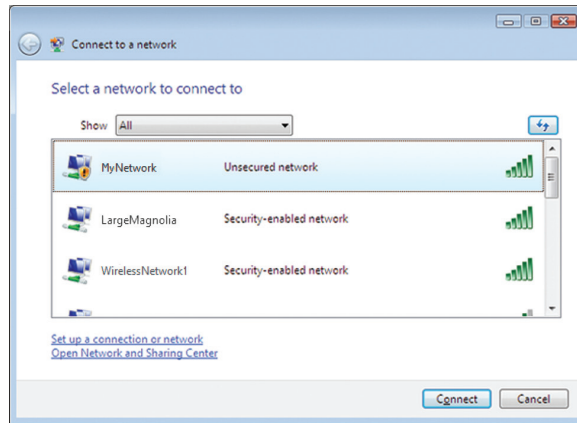 Connect to a network
Select a network to connect to
Show All
MyNetwork Unsecured network
LargeMagnolia Security-enabled network
WirelessNetwork1 Security-enabled network
Set up a connection or network
Open Network and Sharing Center
Connect Cancel